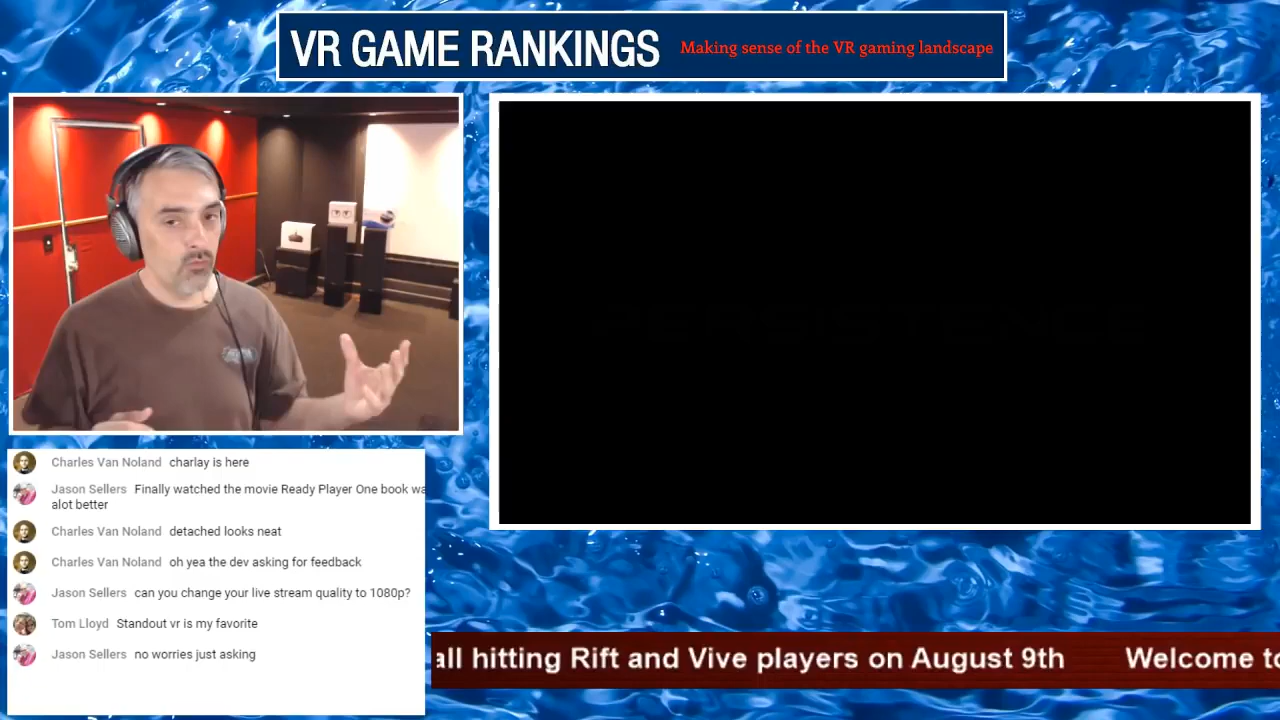 VR GAME RANKINGS Making sense of the VR gaming landscape
Charles Van Noland charlay is here
Jason Sellers Finally watched the movie Ready Player One book wa
alot better
Charles Van Noland detached looks neat
Charles Van Noland oh yea the dev asking for feedback
Jason Sellers can you change your live stream quality to 1080p?
Tom Lloyd Standout vr is my favorite
Jason Sellers no worries just asking
all hitting Rift and Vive players on August 9th Welcome to